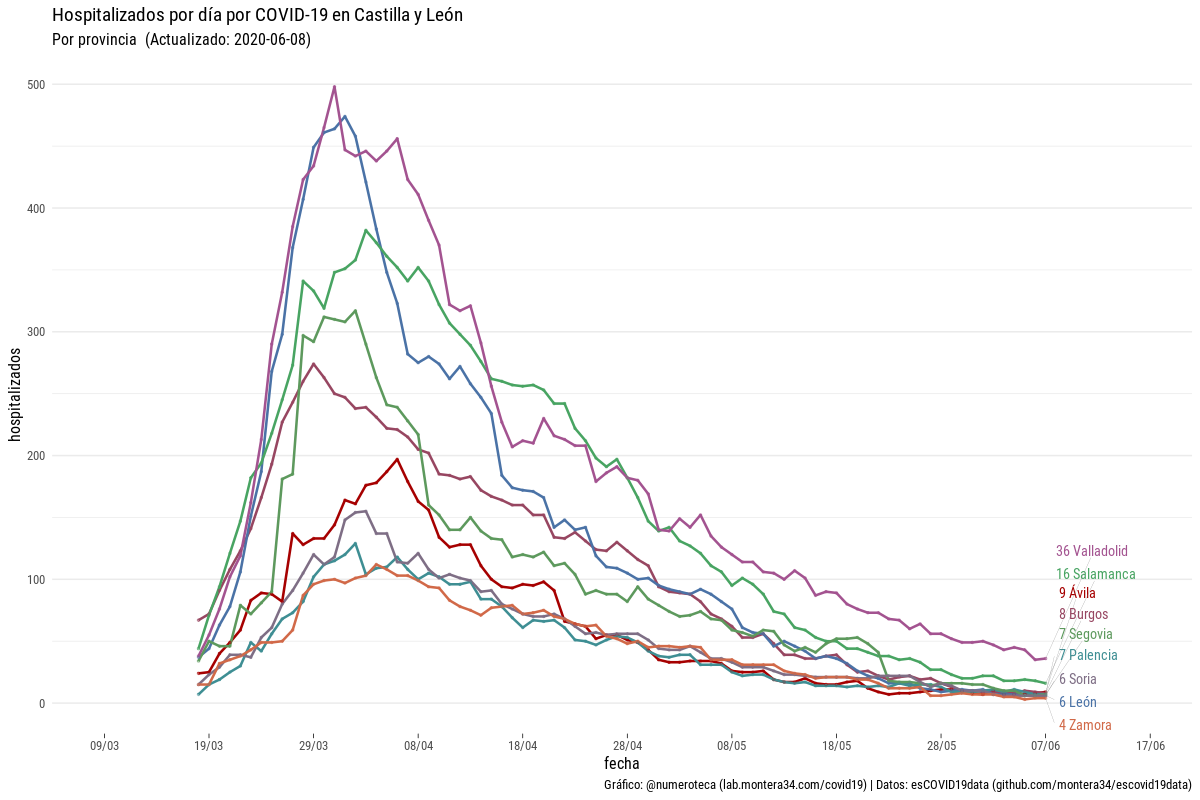 Hospitalizados por día por COVID-19 en Castilla y León
Por provincia (Actualizado: 2020-06-08)
hospitalizados
500
400
300
200
100
0
36 Valladolid
16 Salamanca
9 Ávila
8 Burgos
7 Segovia
7 Palencia
6 Soria
6 León
4 Zamora
09/03
19/03
29/03
08/04
18/04
28/04
08/05
18/05
28/05
07/06
17/06
fecha
Gráfico: @numeroteca (lab.montera34.com/covid19) | Datos: esCOVID19data (github.com/montera34/escovid19data)